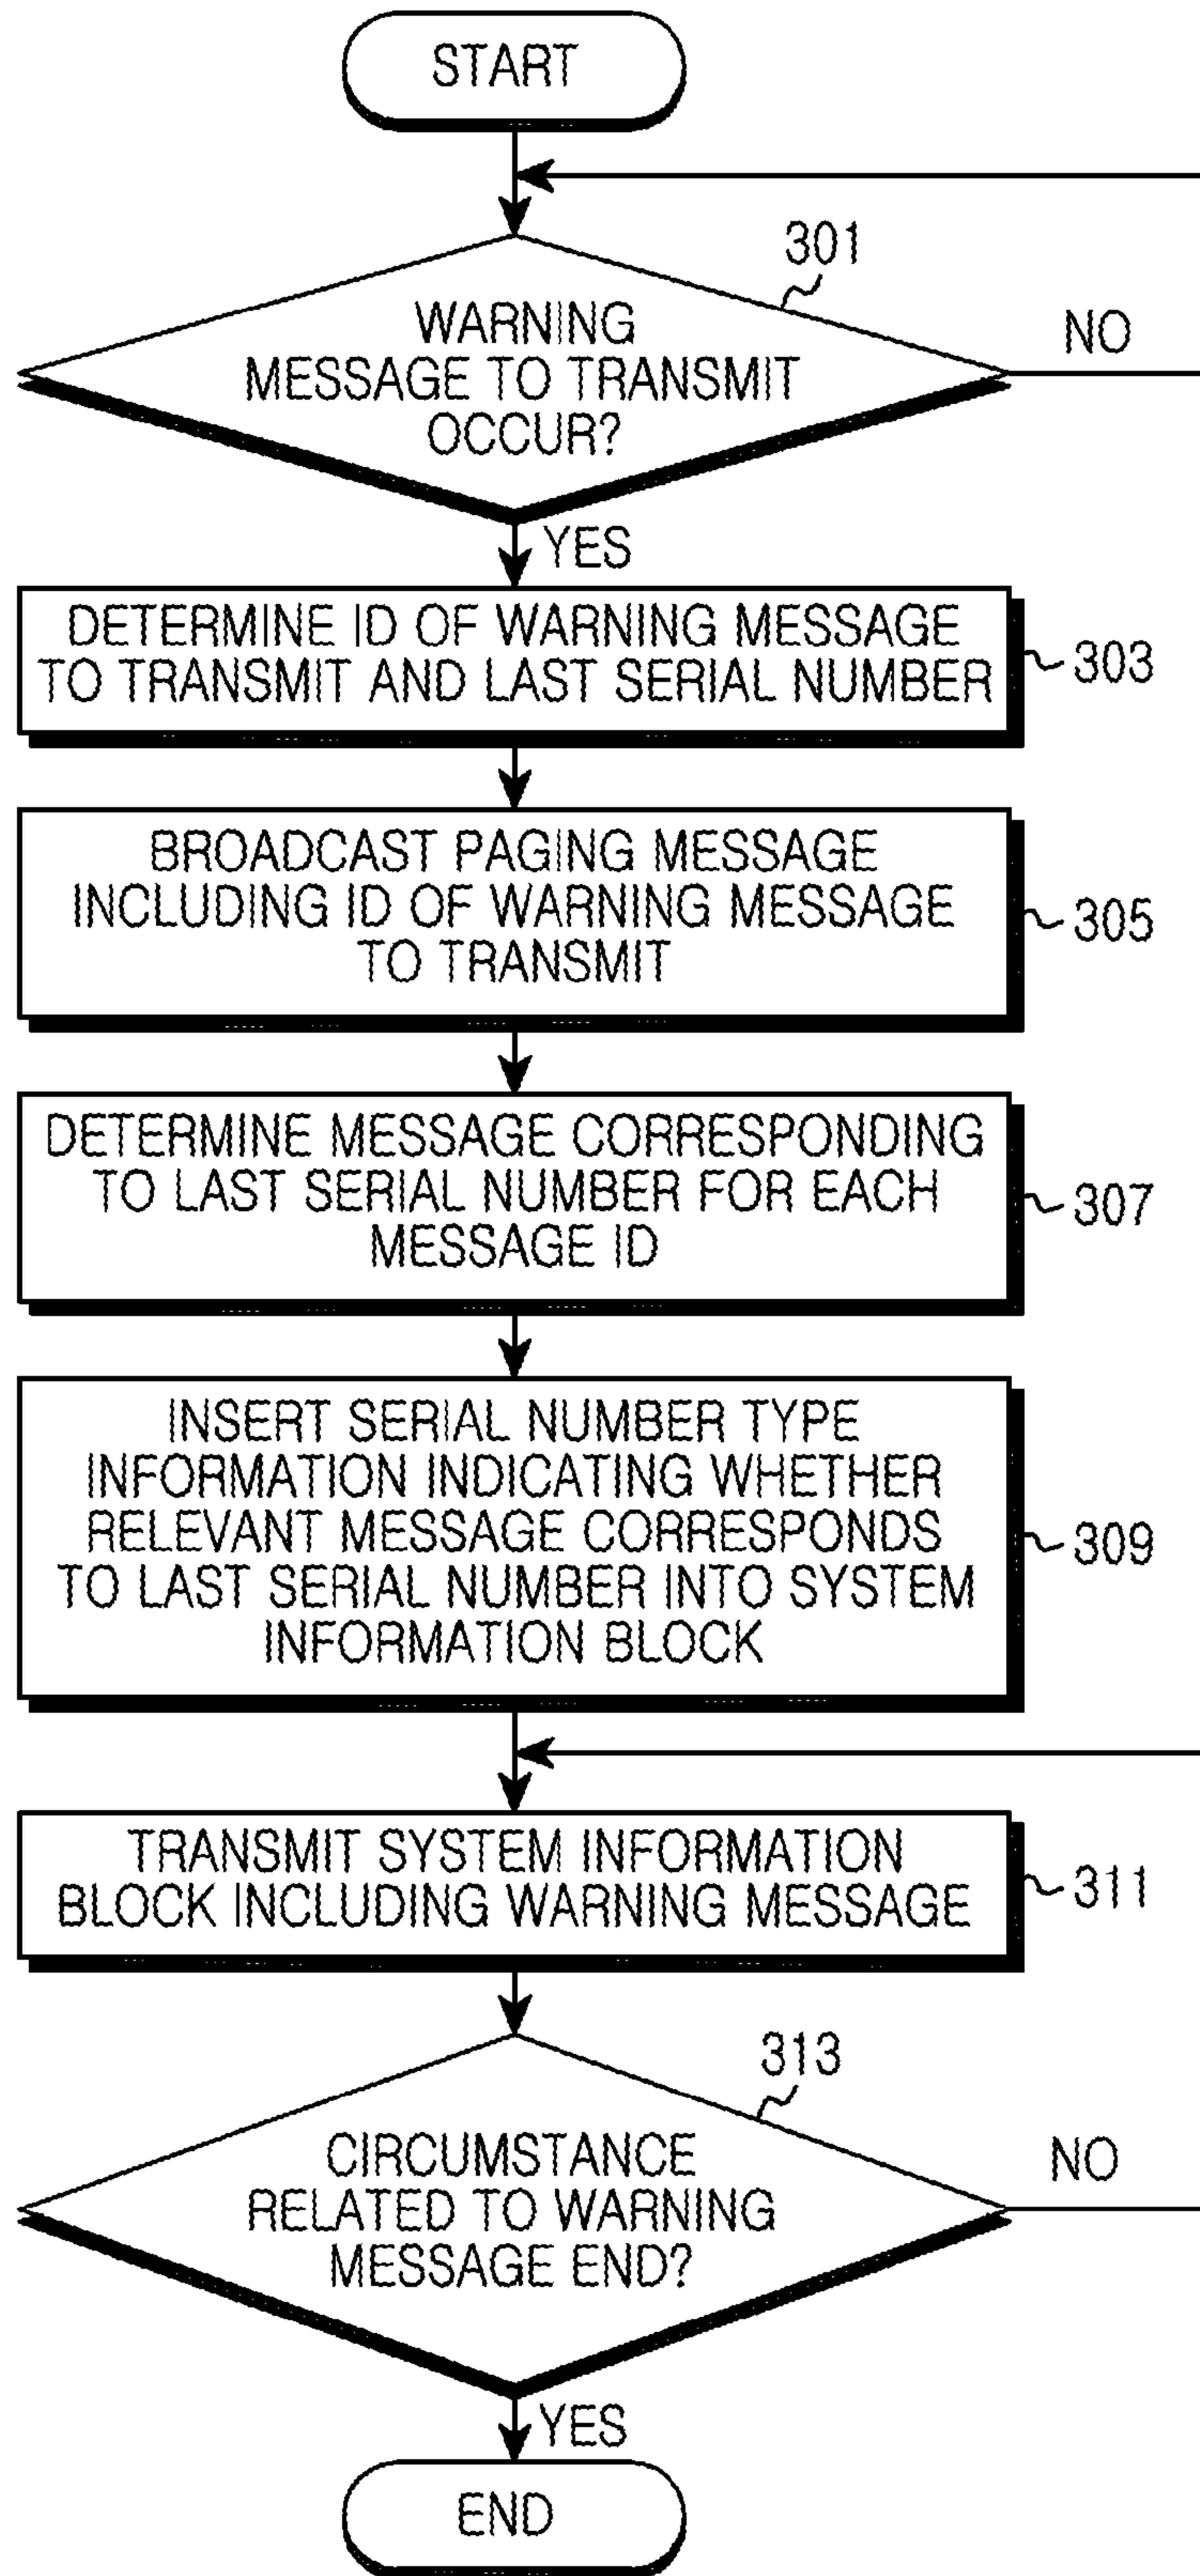 START
301
WARNING
MESSAGE TO TRANSMIT
OCCUR?
NO
YES
DETERMINE ID OF WARNING MESSAGE
TO TRANSMIT AND LAST SERIAL NUMBER
303
BROADCAST PAGING MESSAGE
INCLUDING ID OF WARNING MESSAGE
TO TRANSMIT
305
DETERMINE MESSAGE CORRESPONDING
TO LAST SERIAL NUMBER FOR EACH
MESSAGE ID
307
INSERT SERIAL NUMBER TYPE
INFORMATION INDICATING WHETHER
RELEVANT MESSAGE CORRESPONDS
TO LAST SERIAL NUMBER INTO SYSTEM
INFORMATION BLOCK
309
TRANSMIT SYSTEM INFORMATION
BLOCK INCLUDING WARNING MESSAGE
311
313
CIRCUMSTANCE
RELATED TO WARNING
MESSAGE END?
NO
YES
END